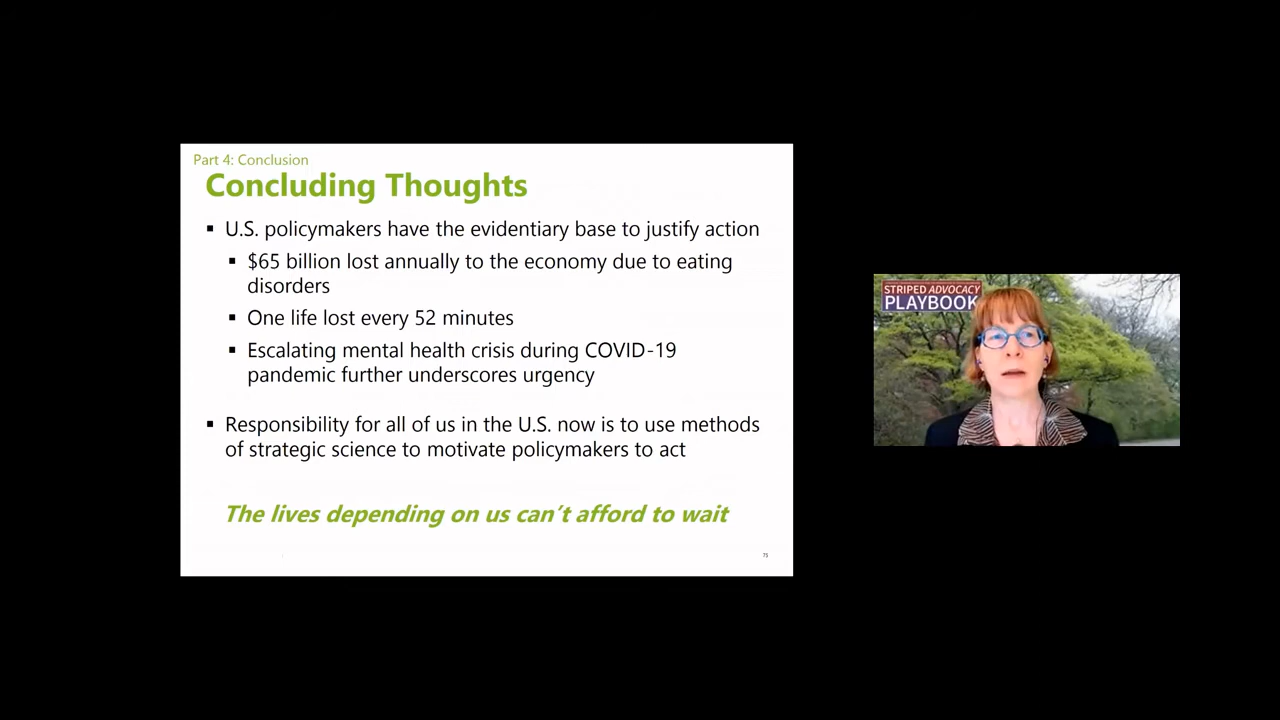 Part 4: Conclusion
Concluding Thoughts
▪ U.S. policymakers have the evidentiary base to justify action
▪ $65 billion lost annually to the economy due to eating
disorders
▪ One life lost every 52 minutes
▪ Escalating mental health crisis during COVID-19
pandemic further underscores urgency
▪ Responsibility for all of us in the U.S. now is to use methods
of strategic science to motivate policymakers to act
The lives depending on us can't afford to wait
STRIPED ADVOCACY
PLAYBOOK